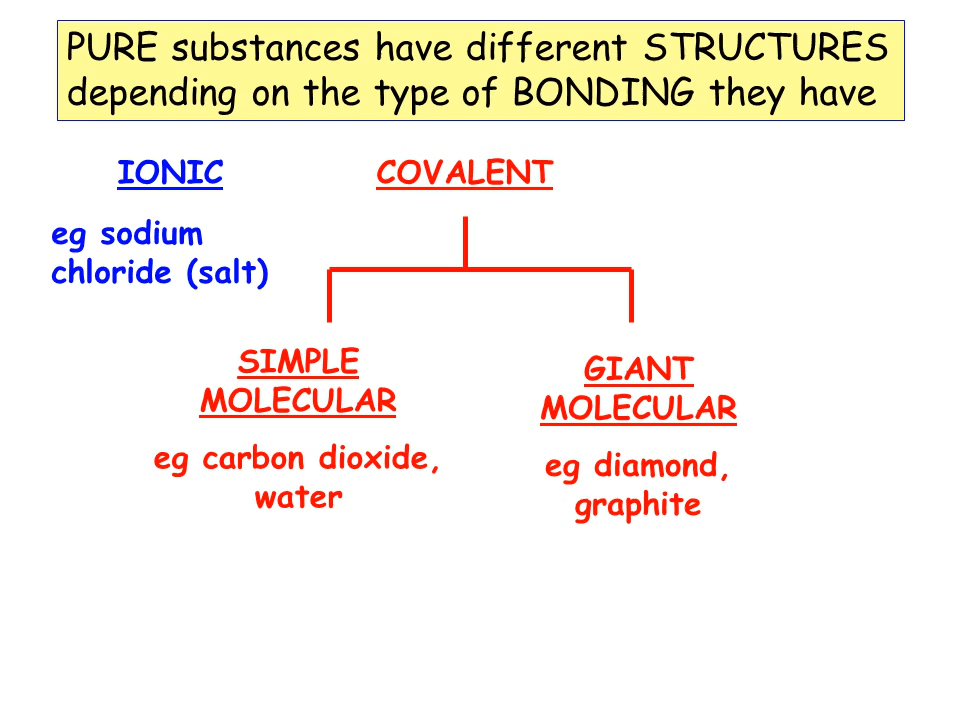 PURE substances have different STRUCTURES
depending on the type of BONDING they have
IONIC
eg sodium
chloride (salt)
COVALENT
SIMPLE
MOLECULAR
eg carbon dioxide,
water
GIANT
MOLECULAR
eg diamond,
graphite